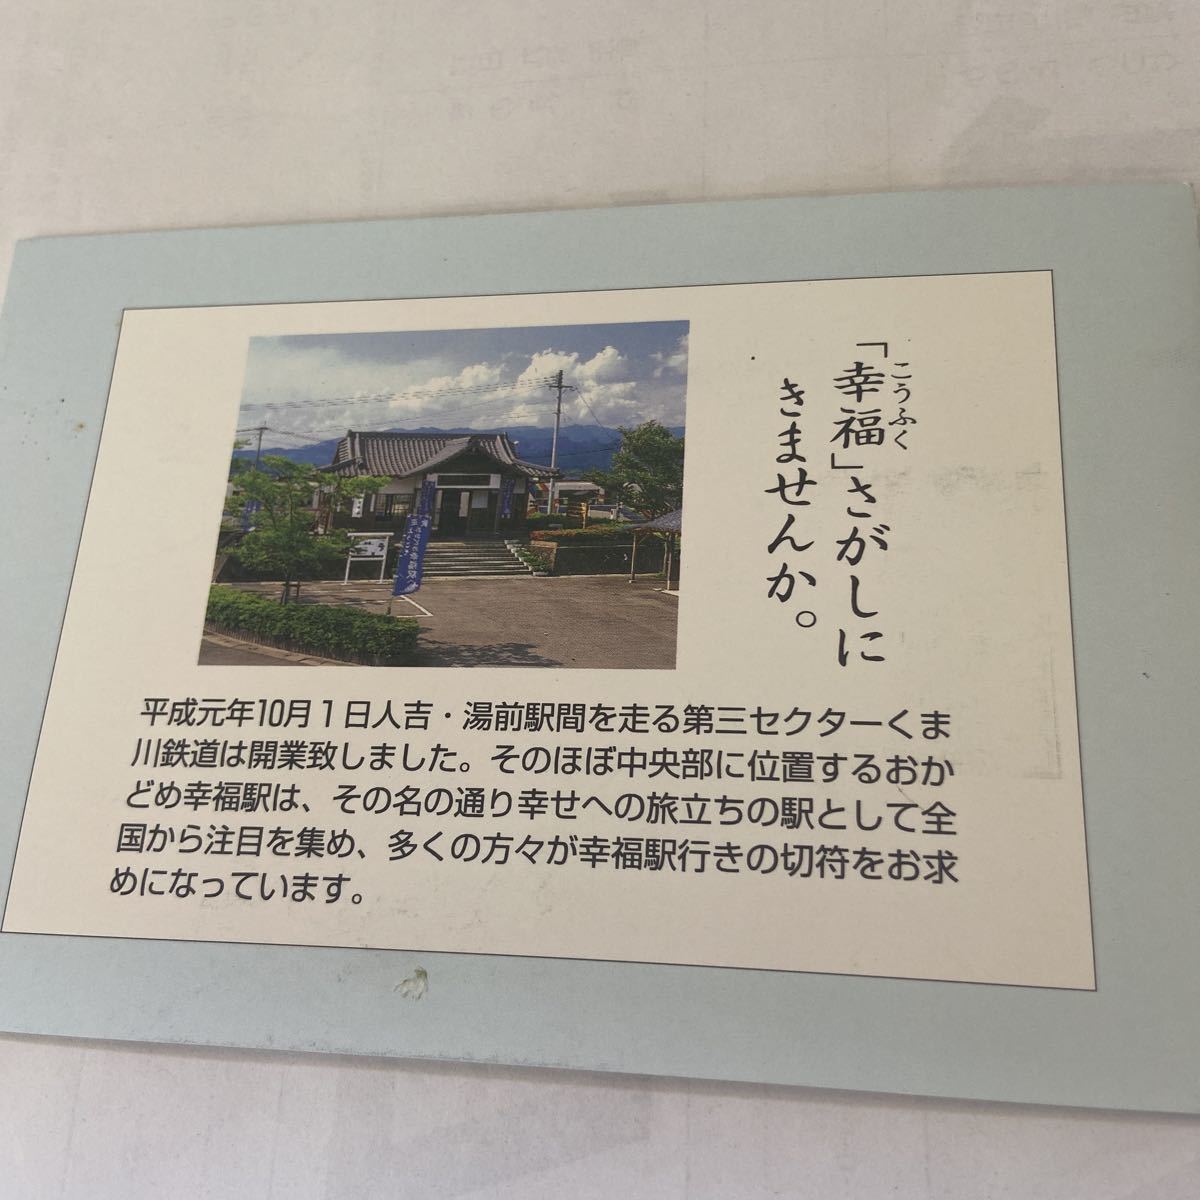 「幸福」さがしに
こうふく
きませんか。
平成元年10月1日人吉・湯前駅間を走る第三セクターくま
川鉄道は開業致しました。そのほぼ中央部に位置するおか
どめ幸福駅は、その名の通り幸せへの旅立ちの駅として全
国から注目を集め、多くの方々が幸福駅行きの切符をお求
めになっています。